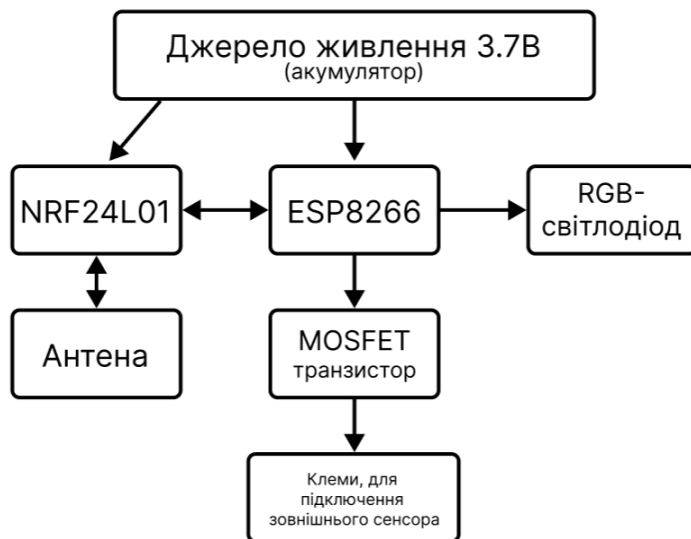 Джерело живлення 3.7В
(акумулятор)
NRF24L01
ESP8266
RGB-
світлодіод
Антена
MOSFET
транзистор
Клеми, для
підключення
зовнішнього сенсора